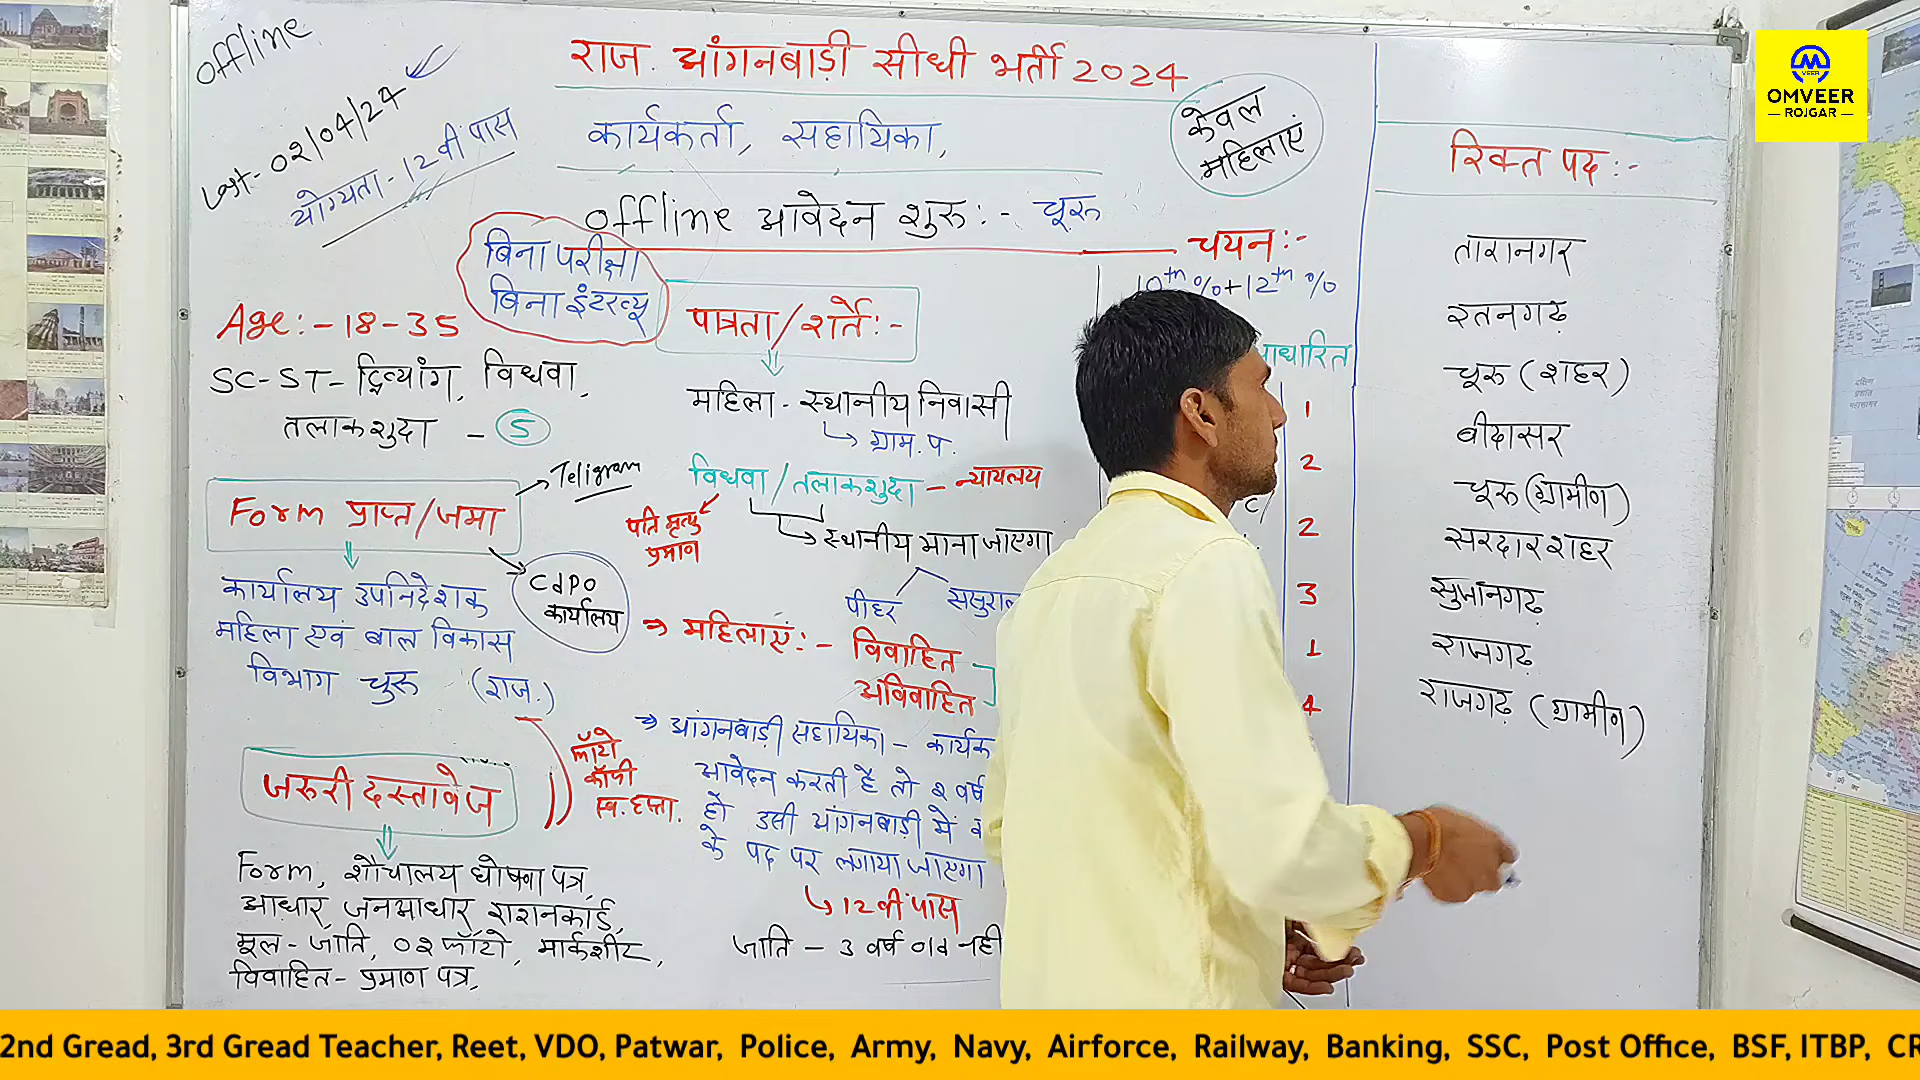 offline
Last - 02/04/24
योग्यता - 12वीं पास
राज. आंगनबाड़ी सीधी भर्ती 2024
कार्यकर्ता, सहायिका,
केवल
महिलाएं
offline आवेदन शुरू :- चूरू
बिना परीक्षा
बिना इंटरव्यू
Age :- 18 - 35
SC-ST-दिव्यांग, विधवा,
तलाकशुदा - 5
Form प्राप्त/जमा
Teligram
CDPO
कार्यालय
कार्यालय उपनिदेशक
महिला एवं बाल विकास
विभाग चुरू (राज.)
जरुरी दस्तावेज
फॉटो
कॉपी
स्व. हस्ता.
Form, शौचालय घोषणा पत्र,
आधार, जनआधार, राशनकार्ड,
मूल - जाति, 02 फॉटो, मार्कशीट,
विवाहित - प्रमाण पत्र,
पात्रता/शर्ते :-
महिला - स्थानीय निवासी
ग्राम. प.
विधवा/तलाकशुदा - न्यायलय
पति मृत्यु
प्रमाण
स्थानीय माना जाएगा
पीहर
ससुराल
⇒ महिलाएं :- विवाहित
अविवाहित
⇒ आंगनबाड़ी सहायिका - कार्यक
आवेदन करती है तो 2 वर्ष
हो उसी आंगनबाड़ी में
के पद पर लगाया जाएगा
12वीं पास
जाति - 3 वर्ष
चयन :-
10th % + 12th %
ाधारित
1
2
2
3
1
4
रिक्त पद :-
तारानगर
रतनगढ़
चूरू (शहर)
बीदासर
चूरू (ग्रामीण)
सरदारशहर
सुजानगढ़
राजगढ़
राजगढ़ (ग्रामीण)
VEER
OMVEER
ROJGAR
2nd Gread, 3rd Gread Teacher, Reet, VDO, Patwar, Police, Army, Navy, Airforce, Railway, Banking, SSC, Post Office, BSF, ITBP, CR